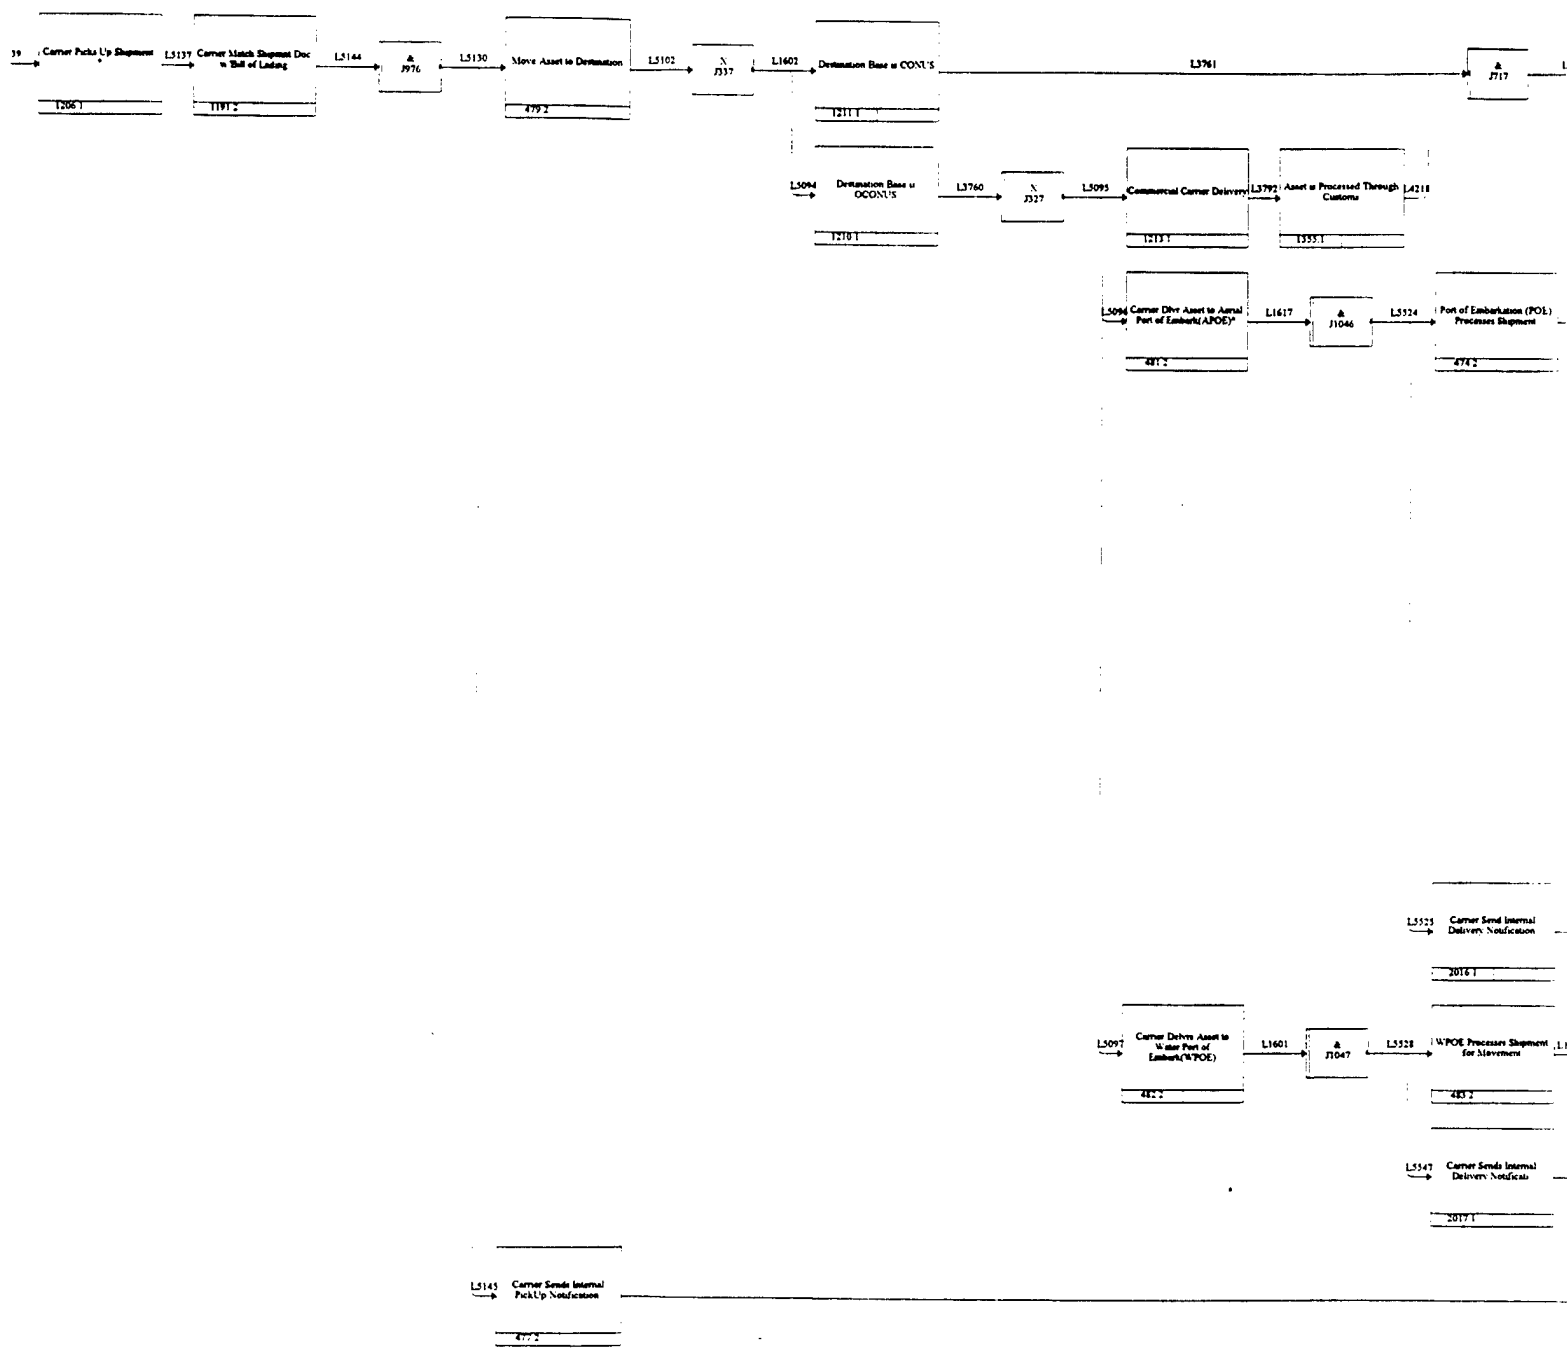 39
Carrier Picks Up Shipment
*
1206.1
L5137
Carrier Match Shipmnt Doc
w/Bill of Lading
1191.2
L5144
&
J976
L5130
Move Asset to Destination
479.2
L5102
X
J337
L1602
Destination Base is CONUS
1211.1
L3761
&
J717
L
L5094
Destination Base is
OCONUS
1210.1
L3760
X
J327
L5095
Commercial Carrier Delivery
1213.1
L3792
Asset is Processed Through
Customs
1355.1
L4218
L5096
Carrier Dlvr Asset to Aerial
Port of Embark(APOE)*
481.2
L1617
&
J1046
L5524
Port of Embarkation (POE)
Processes Shipment
474.2
L5525
Carrier Send Internal
Delivery Notification
2016.1
L5097
Carrier Delvrs Asset to
Water Port of
Embark(WPOE)
482.2
L1601
&
J1047
L5528
WPOE Processes Shipment
for Movement
483.2
L1
L5547
Carrier Sends Internal
Delivery Notificati
2017.1
L5145
Carrier Sends Internal
PickUp Notification
477.2